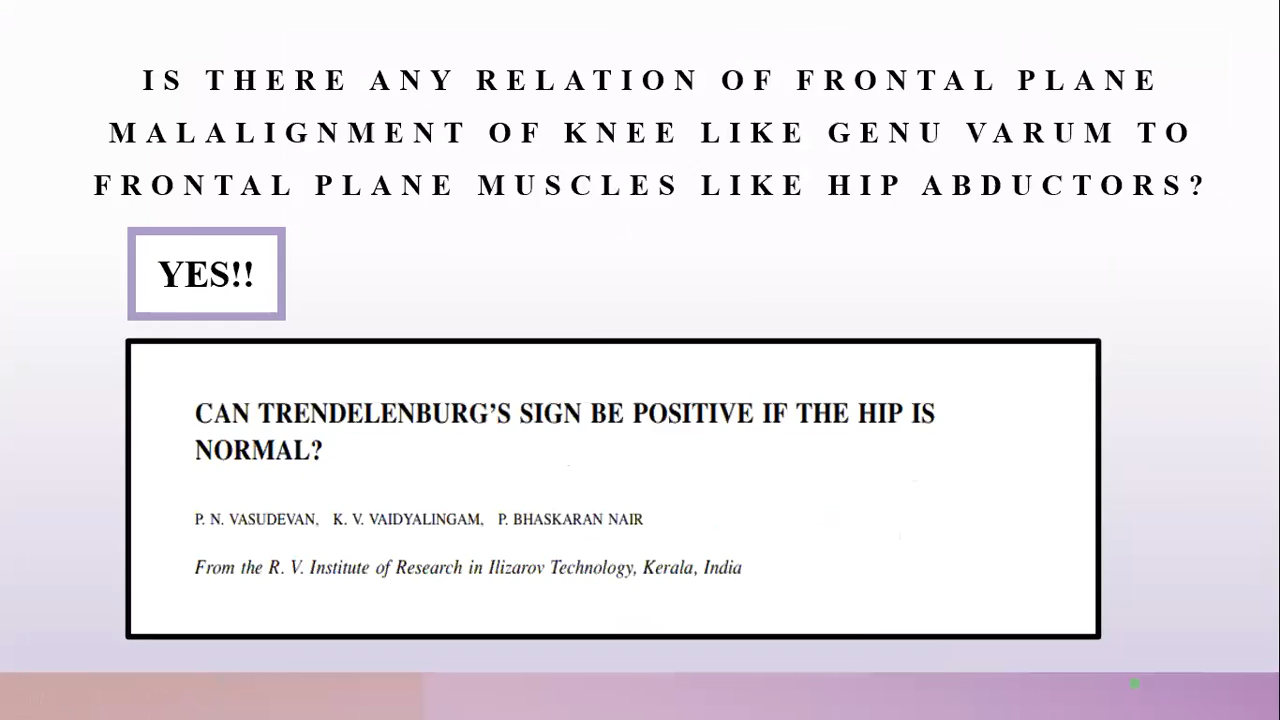 IS THERE ANY RELATION OF FRONTAL PLANE
MALALIGNMENT OF KNEE LIKE GENU VARUM TO
FRONTAL PLANE MUSCLES LIKE HIP ABDUCTORS?
YES!!
CAN TRENDELENBURG’S SIGN BE POSITIVE IF THE HIP IS
NORMAL?
P. N. VASUDEVAN, K. V. VAIDYALINGAM, P. BHASKARAN NAIR
From the R. V. Institute of Research in Ilizarov Technology, Kerala, India